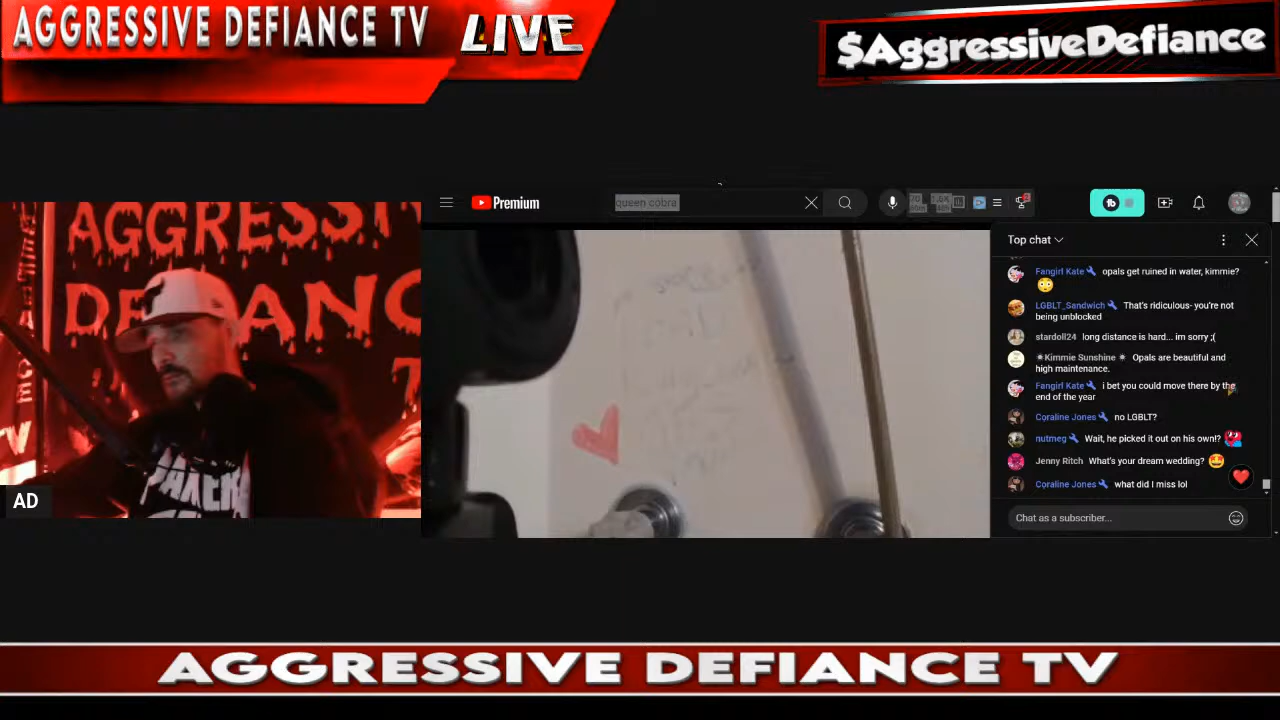 AGGRESSIVE DEFIANCE TV
LIVE
$AggressiveDefiance
Premium
queen cobra
AGGRESSI
DEFIANC
AD
Top chat
Fangirl Kate opals get ruined in water, kimmie?
😳
LGBLT_Sandwich That's ridiculous- you're not
being unblocked
stardoll24 long distance is hard... im sorry ;(
☀Kimmie Sunshine☀ Opals are beautiful and
high maintenance.
Fangirl Kate i bet you could move there by the
end of the year
Coraline Jones no LGBLT?
nutmeg Wait, he picked it out on his own!?
Jenny Ritch What's your dream wedding? 🤩
Coraline Jones what did I miss lol
Chat as a subscriber...
AGGRESSIVE DEFIANCE TV